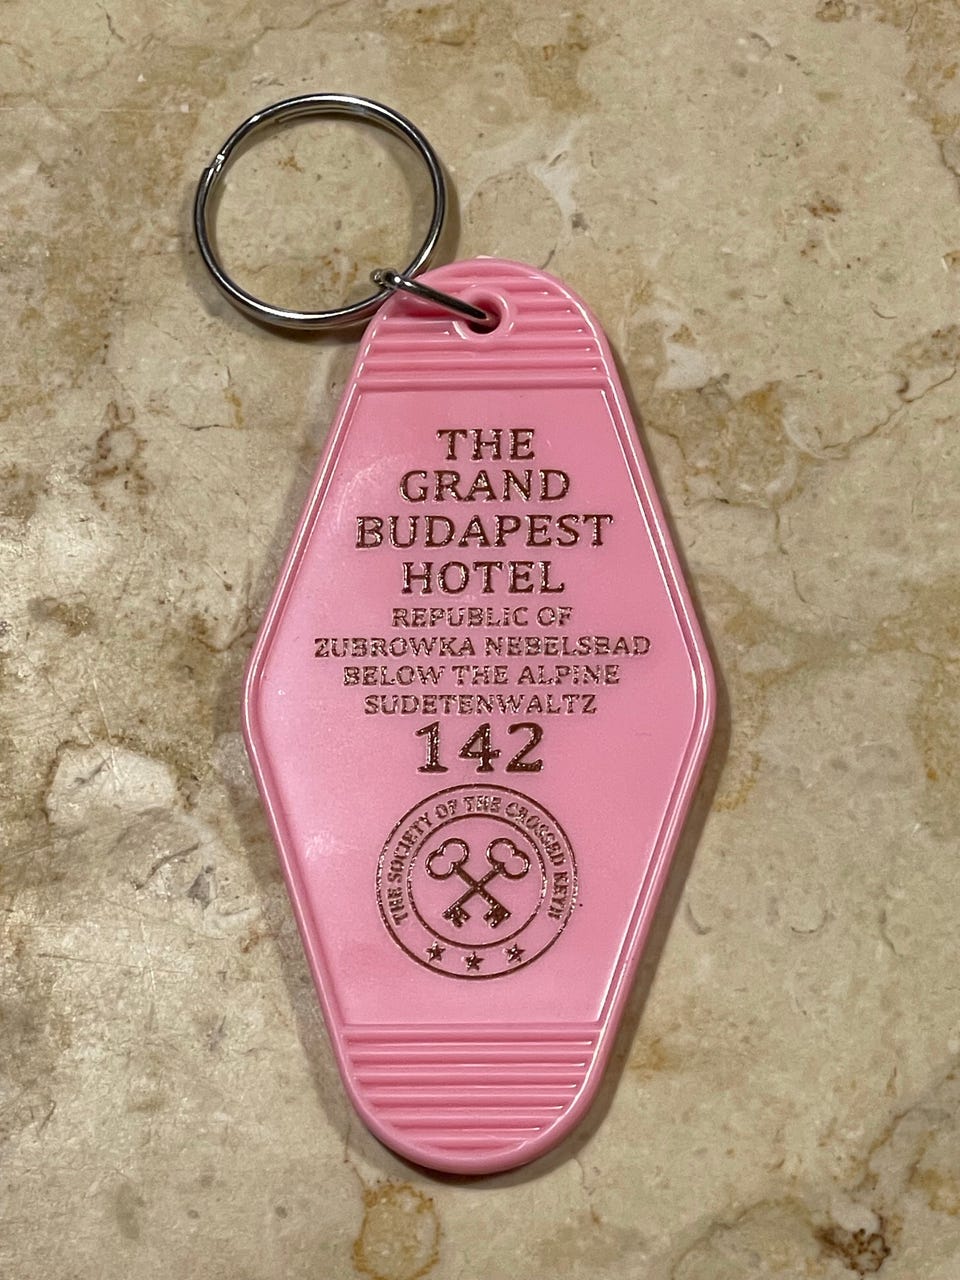 THE
GRAND
BUDAPEST
HOTEL
REPUBLIC OF
ZUBROWKA NEBELSBAD
BELOW THE ALPINE
SUDETENWALTZ
142
THE SOCIETY OF THE CROSSED KEYS